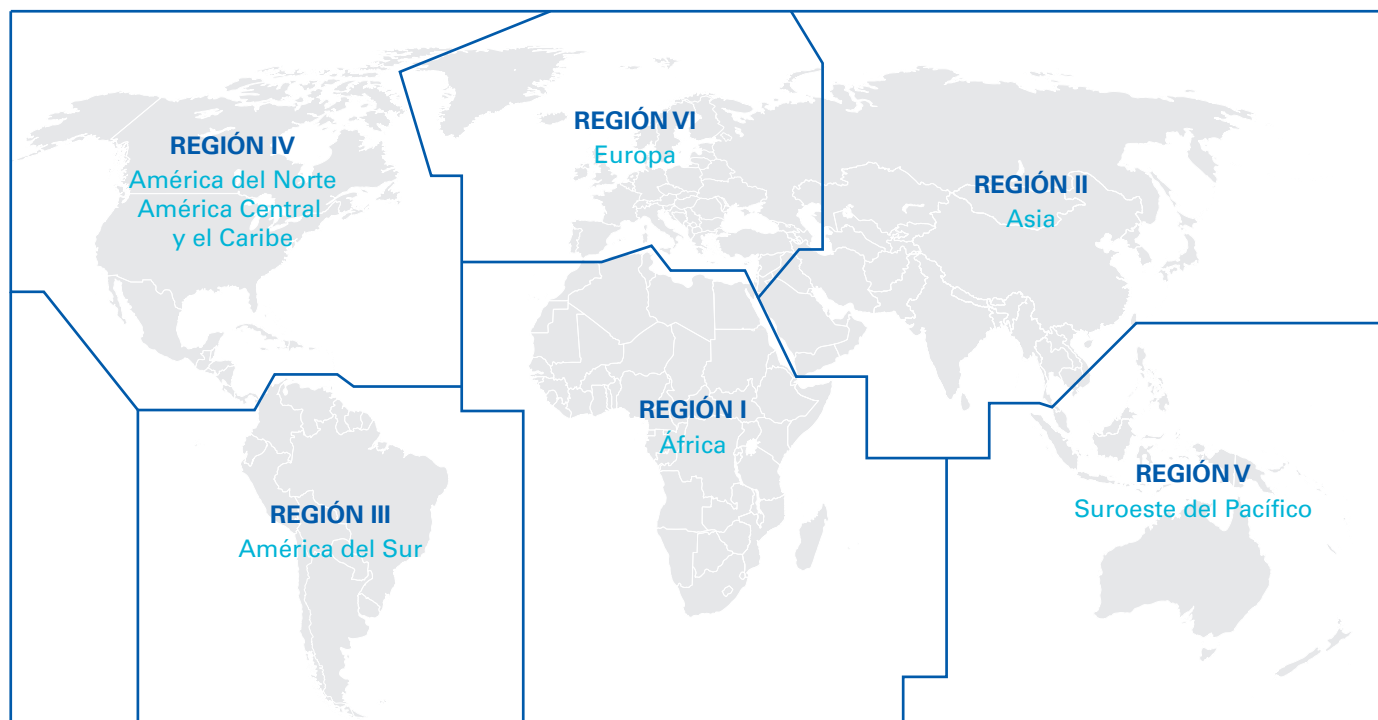 REGIÓN IV
América del Norte
América Central
y el Caribe
REGIÓN VI
Europa
REGIÓN II
Asia
REGIÓN I
África
REGIÓN III
América del Sur
REGIÓN V
Suroeste del Pacífico